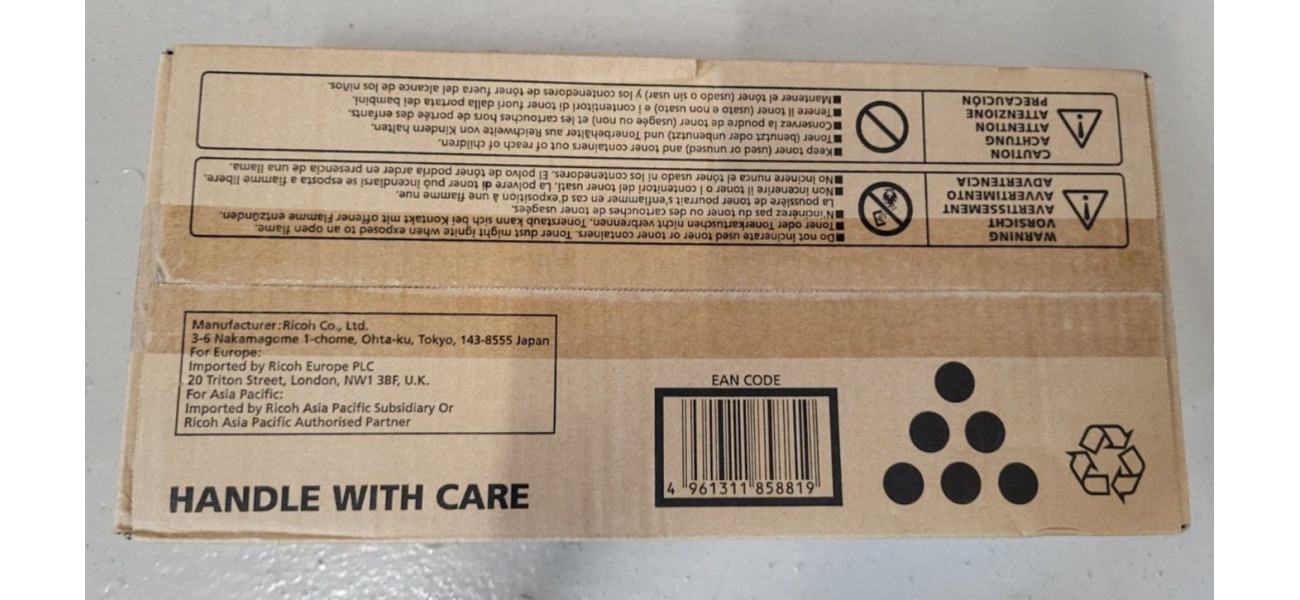 WARNING
VORSICHT
AVERTISSEMENT
AVVERTIMENTO
ADVERTENCIA
■Do not incinerate used toner or toner containers. Toner dust might ignite when exposed to an open flame.
■Toner oder Tonerkartuschen nicht verbrennen. Tonerstaub kann sich bei Kontakt mit offener Flamme entzünden.
■N'incinérez pas du toner ou des cartouches de toner usagées.
La poussière de toner pourrait s'enflammer en cas d'exposition à une flamme nue.
■Non incenerire il toner o i contenitori del toner usati. La polvere di toner può incendiarsi se esposta a fiamme libere.
■No incinere nunca el tóner usado ni los contenedores. El polvo de tóner podría arder en presencia de una llama.
CAUTION
ACHTUNG
ATTENTION
ATTENZIONE
PRECAUCIÓN
■Keep toner (used or unused) and toner containers out of reach of children.
■Toner (benutzt oder unbenutzt) und Tonerbehälter aus Reichweite von Kindern halten.
■Conservez la poudre de toner (usagée ou non) et les cartouches hors de portée des enfants.
■Tenere il toner (usato e non usato) e i contentitori di toner fuori dalla portata dei bambini.
■Mantener el tóner (usado o sin usar) y los contenedores de tóner fuera del alcance de los niños.
Manufacturer:Ricoh Co., Ltd.
3-6 Nakamagome 1-chome, Ohta-ku, Tokyo, 143-8555 Japan
For Europe:
Imported by Ricoh Europe PLC
20 Triton Street, London, NW1 3BF, U.K.
For Asia Pacific:
Imported by Ricoh Asia Pacific Subsidiary Or
Ricoh Asia Pacific Authorised Partner
HANDLE WITH CARE
EAN CODE
4 961311 858819